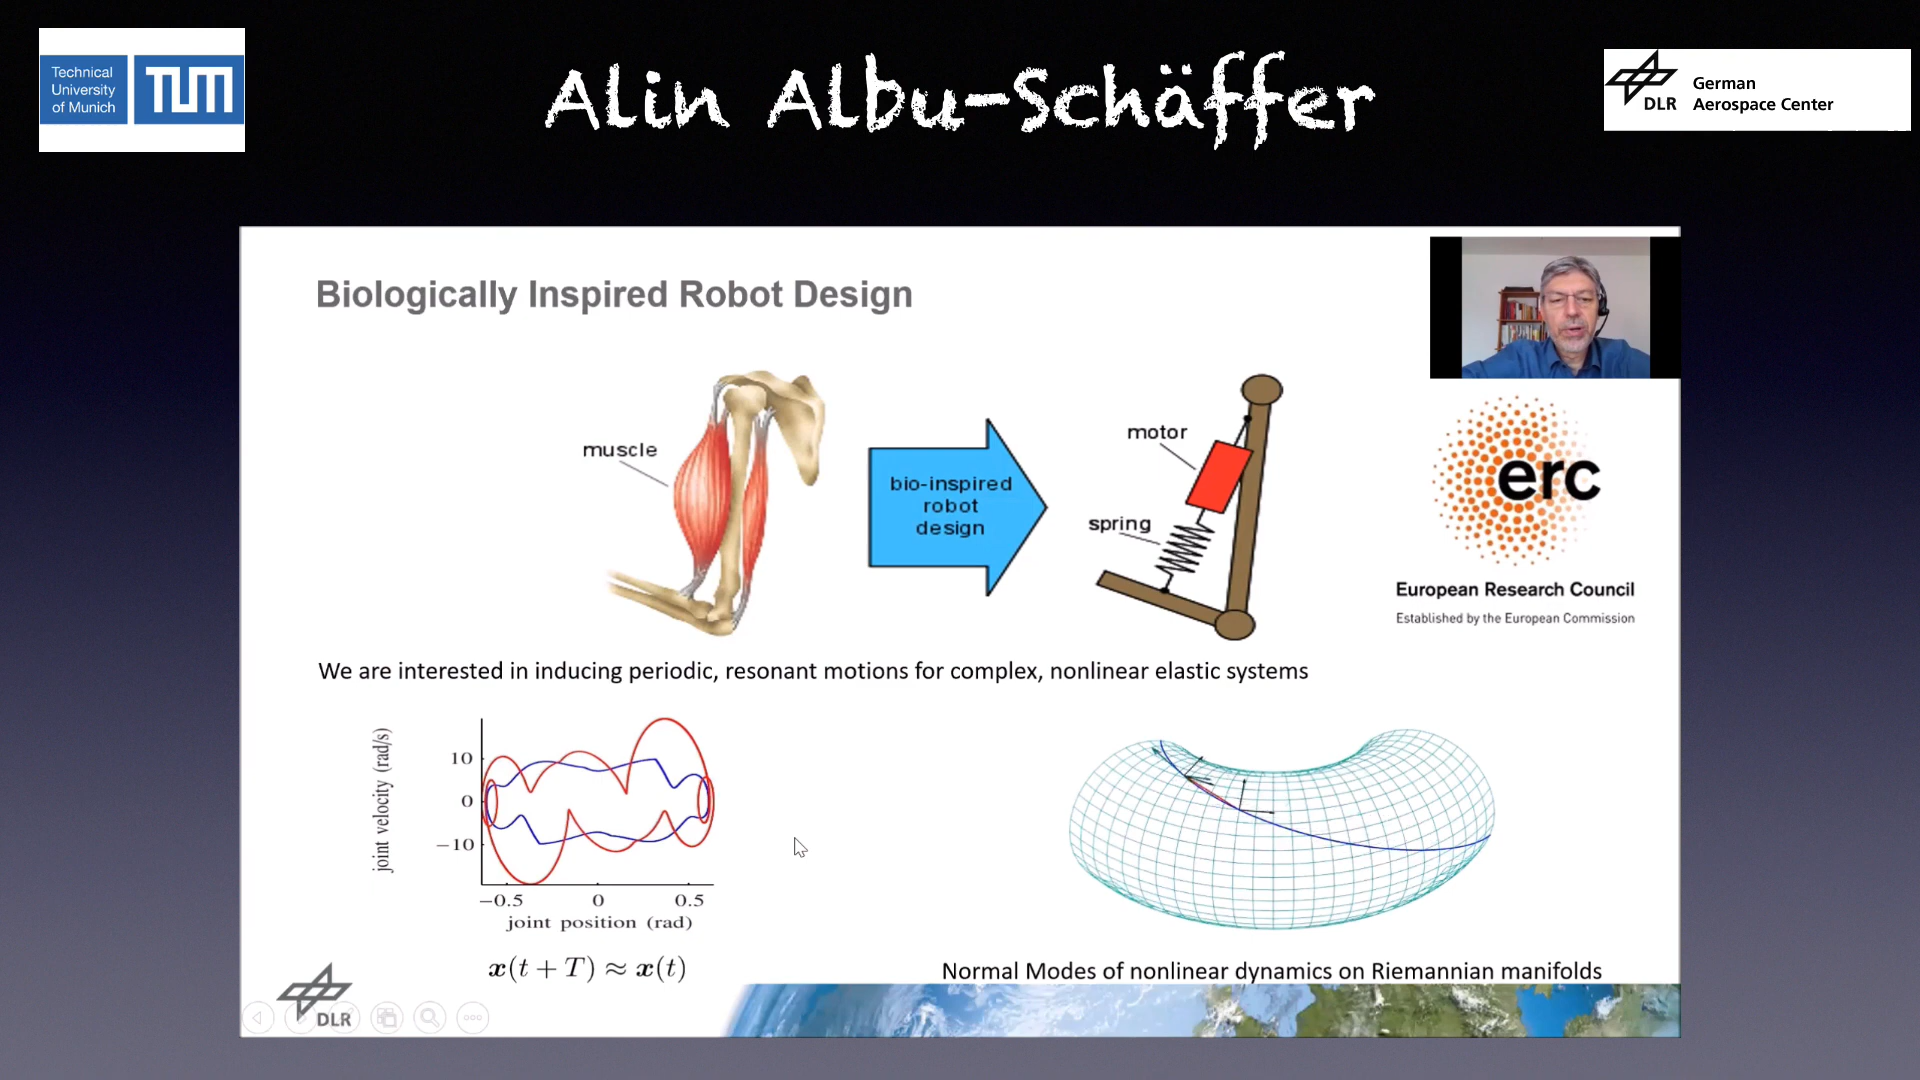 Technical
University
of Munich
TUM
Alin Albu-Schäffer
DLR
German
Aerospace Center
Biologically Inspired Robot Design
muscle
bio-inspired
robot
design
motor
spring
erc
European Research Council
Established by the European Commission
We are interested in inducing periodic, resonant motions for complex, nonlinear elastic systems
joint velocity (rad/s)
10
0
−10
−0.5 0 0.5
joint position (rad)
x(t + T) ≈ x(t)
Normal Modes of nonlinear dynamics on Riemannian manifolds
DLR